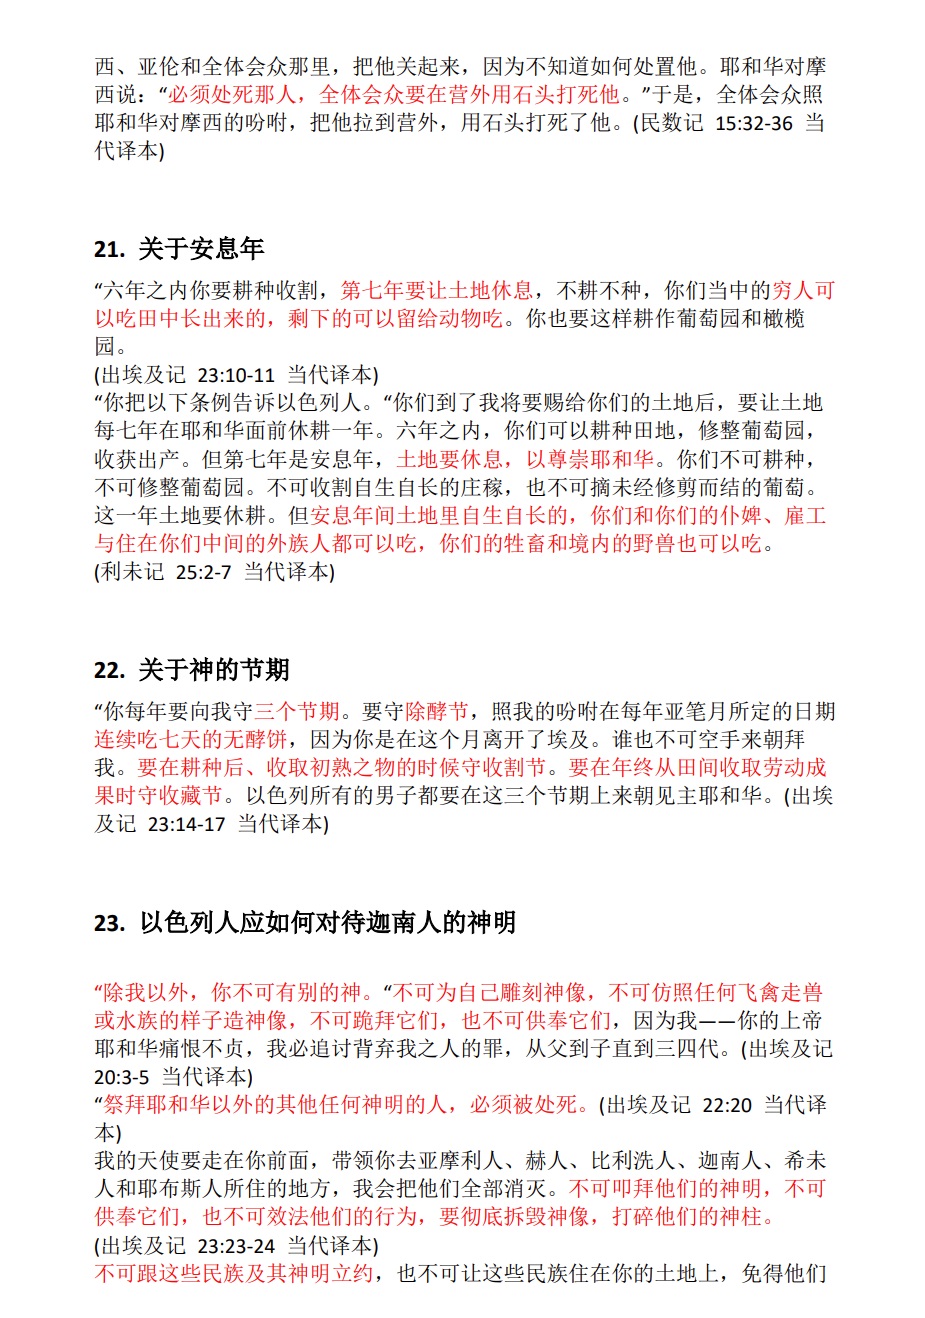 西、亚伦和全体会众那里，把他关起来，因为不知道如何处置他。耶和华对摩
西说：“必须处死那人，全体会众要在营外用石头打死他。”于是，全体会众照
耶和华对摩西的吩咐，把他拉到营外，用石头打死了他。(民数记 15:32-36 当
代译本)
21. 关于安息年
“六年之内你要耕种收割，第七年要让土地休息，不耕不种，你们当中的穷人可
以吃田中长出来的，剩下的可以留给动物吃。你也要这样耕作葡萄园和橄榄
园。
(出埃及记 23:10-11 当代译本)
“你把以下条例告诉以色列人。“你们到了我将要赐给你们的土地后，要让土地
每七年在耶和华面前休耕一年。六年之内，你们可以耕种田地，修整葡萄园，
收获出产。但第七年是安息年，土地要休息，以尊崇耶和华。你们不可耕种，
不可修整葡萄园。不可收割自生自长的庄稼，也不可摘未经修剪而结的葡萄。
这一年土地要休耕。但安息年间土地里自生自长的，你们和你们的仆婢、雇工
与住在你们中间的外族人都可以吃，你们的牲畜和境内的野兽也可以吃。
(利未记 25:2-7 当代译本)
22. 关于神的节期
“你每年要向我守三个节期。要守除酵节，照我的吩咐在每年亚笔月所定的日期
连续吃七天的无酵饼，因为你是在这个月离开了埃及。谁也不可空手来朝拜
我。要在耕种后、收取初熟之物的时候守收割节。要在年终从田间收取劳动成
果时守收藏节。以色列所有的男子都要在这三个节期上来朝见主耶和华。(出埃
及记 23:14-17 当代译本)
23. 以色列人应如何对待迦南人的神明
“除我以外，你不可有别的神。“不可为自己雕刻神像，不可仿照任何飞禽走兽
或水族的样子造神像，不可跪拜它们，也不可供奉它们，因为我——你的上帝
耶和华痛恨不贞，我必追讨背弃我之人的罪，从父到子直到三四代。(出埃及记
20:3-5 当代译本)
“祭拜耶和华以外的其他任何神明的人，必须被处死。(出埃及记 22:20 当代译
本)
我的天使要走在你前面，带领你去亚摩利人、赫人、比利洗人、迦南人、希未
人和耶布斯人所住的地方，我会把他们全部消灭。不可叩拜他们的神明，不可
供奉它们，也不可效法他们的行为，要彻底拆毁神像，打碎他们的神柱。
(出埃及记 23:23-24 当代译本)
不可跟这些民族及其神明立约，也不可让这些民族住在你的土地上，免得他们